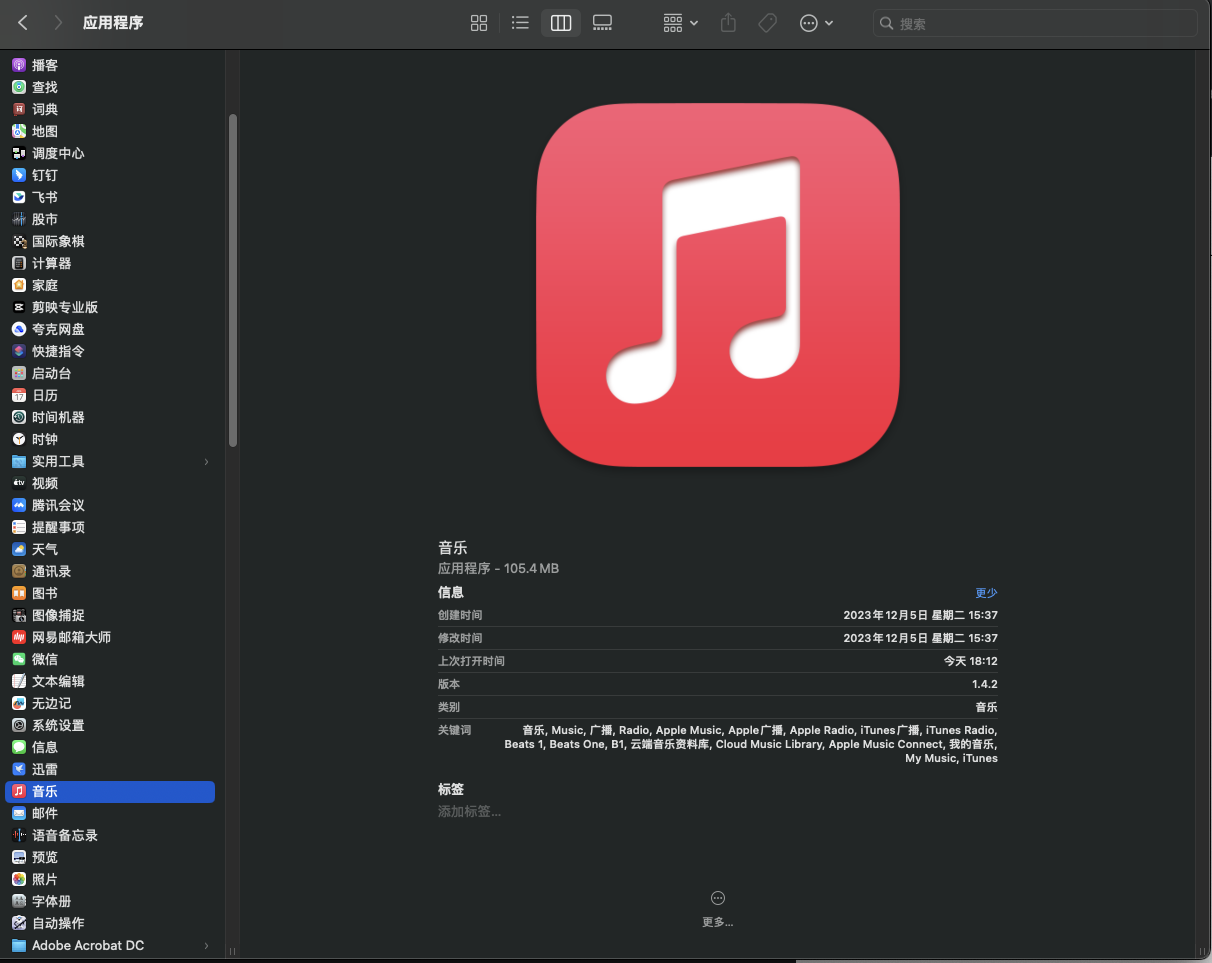 应用程序
搜索
播客
查找
词典
地图
调度中心
钉钉
飞书
股市
国际象棋
计算器
家庭
剪映专业版
夸克网盘
快捷指令
启动台
日历
时间机器
时钟
实用工具
视频
腾讯会议
提醒事项
天气
通讯录
图书
图像捕捉
网易邮箱大师
微信
文本编辑
无边记
系统设置
信息
迅雷
音乐
邮件
语音备忘录
预览
照片
字体册
自动操作
Adobe Acrobat DC
音乐
应用程序 - 105.4 MB
信息 更少
创建时间 2023年12月5日 星期二 15:37
修改时间 2023年12月5日 星期二 15:37
上次打开时间 今天 18:12
版本 1.4.2
类别 音乐
关键词 音乐, Music, 广播, Radio, Apple Music, Apple广播, Apple Radio, iTunes广播, iTunes Radio,
Beats 1, Beats One, B1, 云端音乐资料库, Cloud Music Library, Apple Music Connect, 我的音乐,
My Music, iTunes
标签
添加标签...
更多...